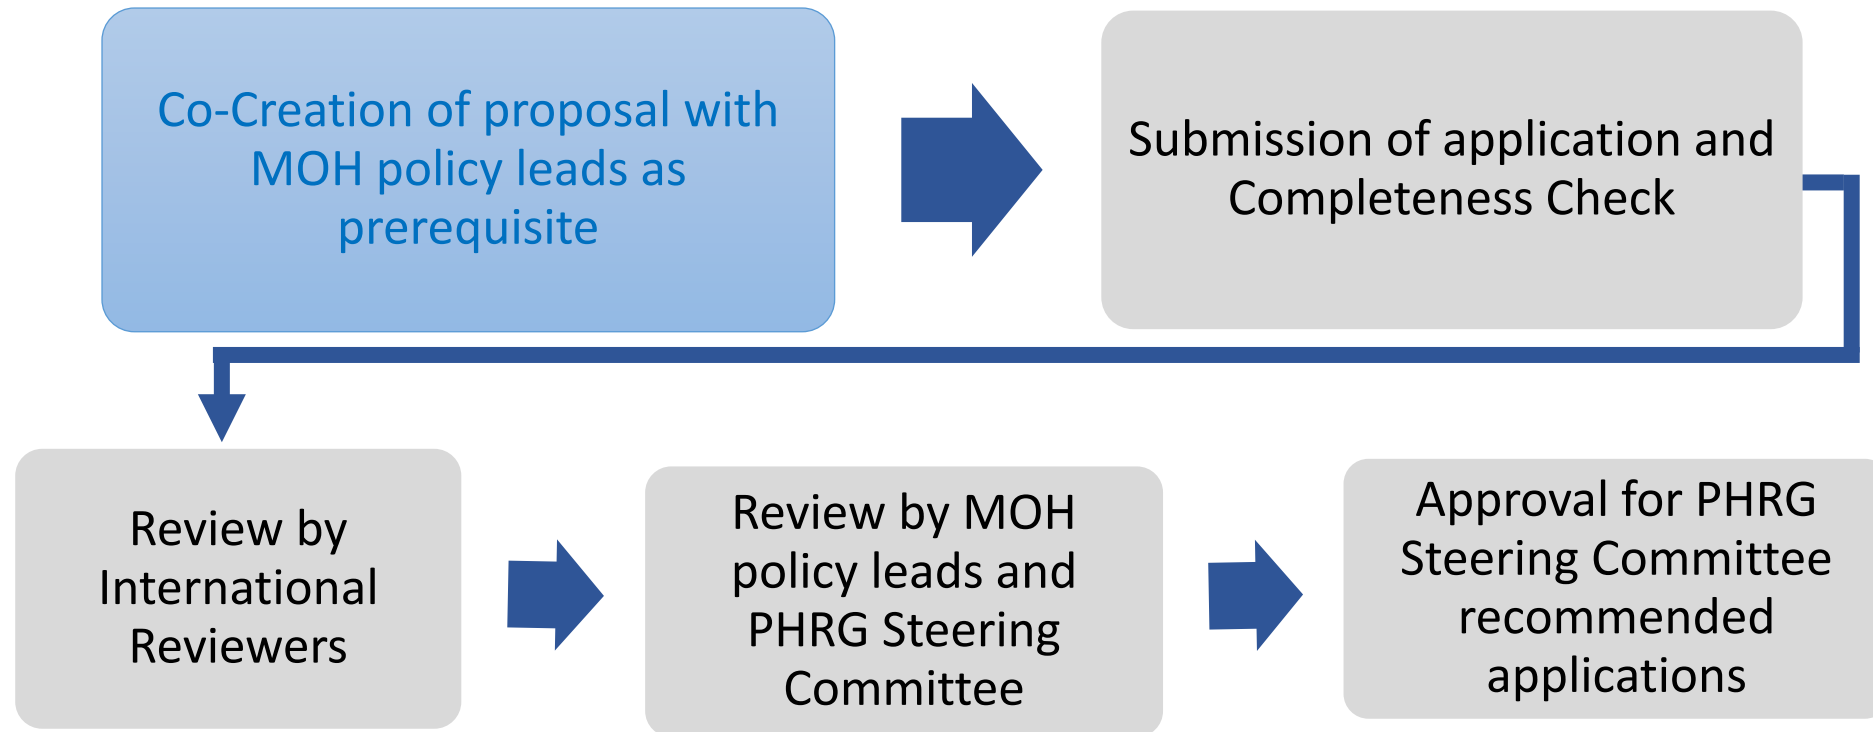 Co-Creation of proposal with
MOH policy leads as
prerequisite
Submission of application and
Completeness Check
Review by
International
Reviewers
Review by MOH
policy leads and
PHRG Steering
Committee
Approval for PHRG
Steering Committee
recommended
applications